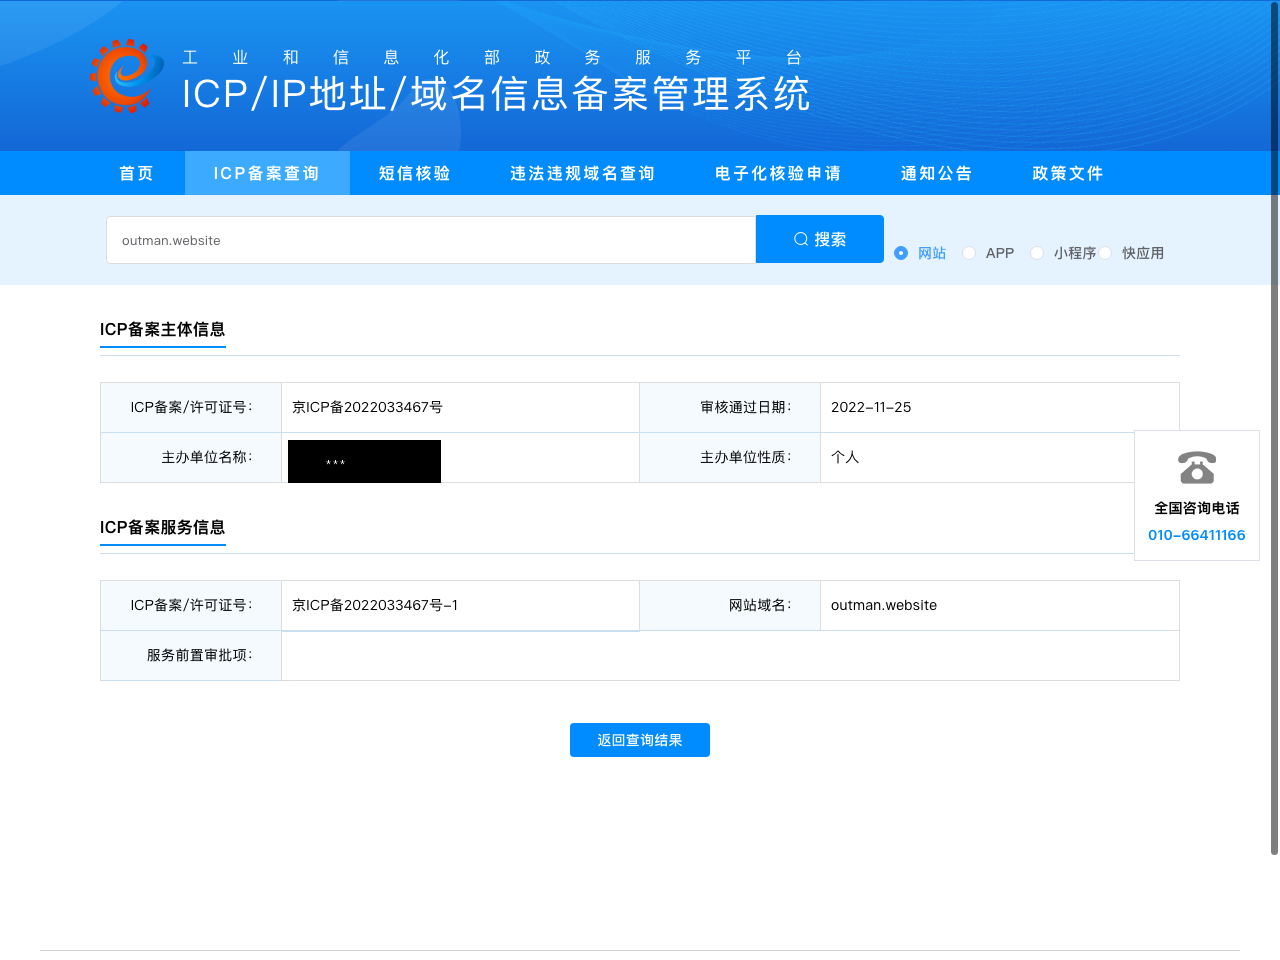 工业和信息化部政务服务平台
ICP/IP地址/域名信息备案管理系统
首页 ICP备案查询 短信核验 违法违规域名查询 电子化核验申请 通知公告 政策文件
outman.website 搜索 网站 APP 小程序 快应用
ICP备案主体信息
ICP备案/许可证号： 京ICP备2022033467号 审核通过日期： 2022-11-25
主办单位名称： *** 主办单位性质： 个人
全国咨询电话
010-66411166
ICP备案服务信息
ICP备案/许可证号： 京ICP备2022033467号-1 网站域名： outman.website
服务前置审批项：
返回查询结果